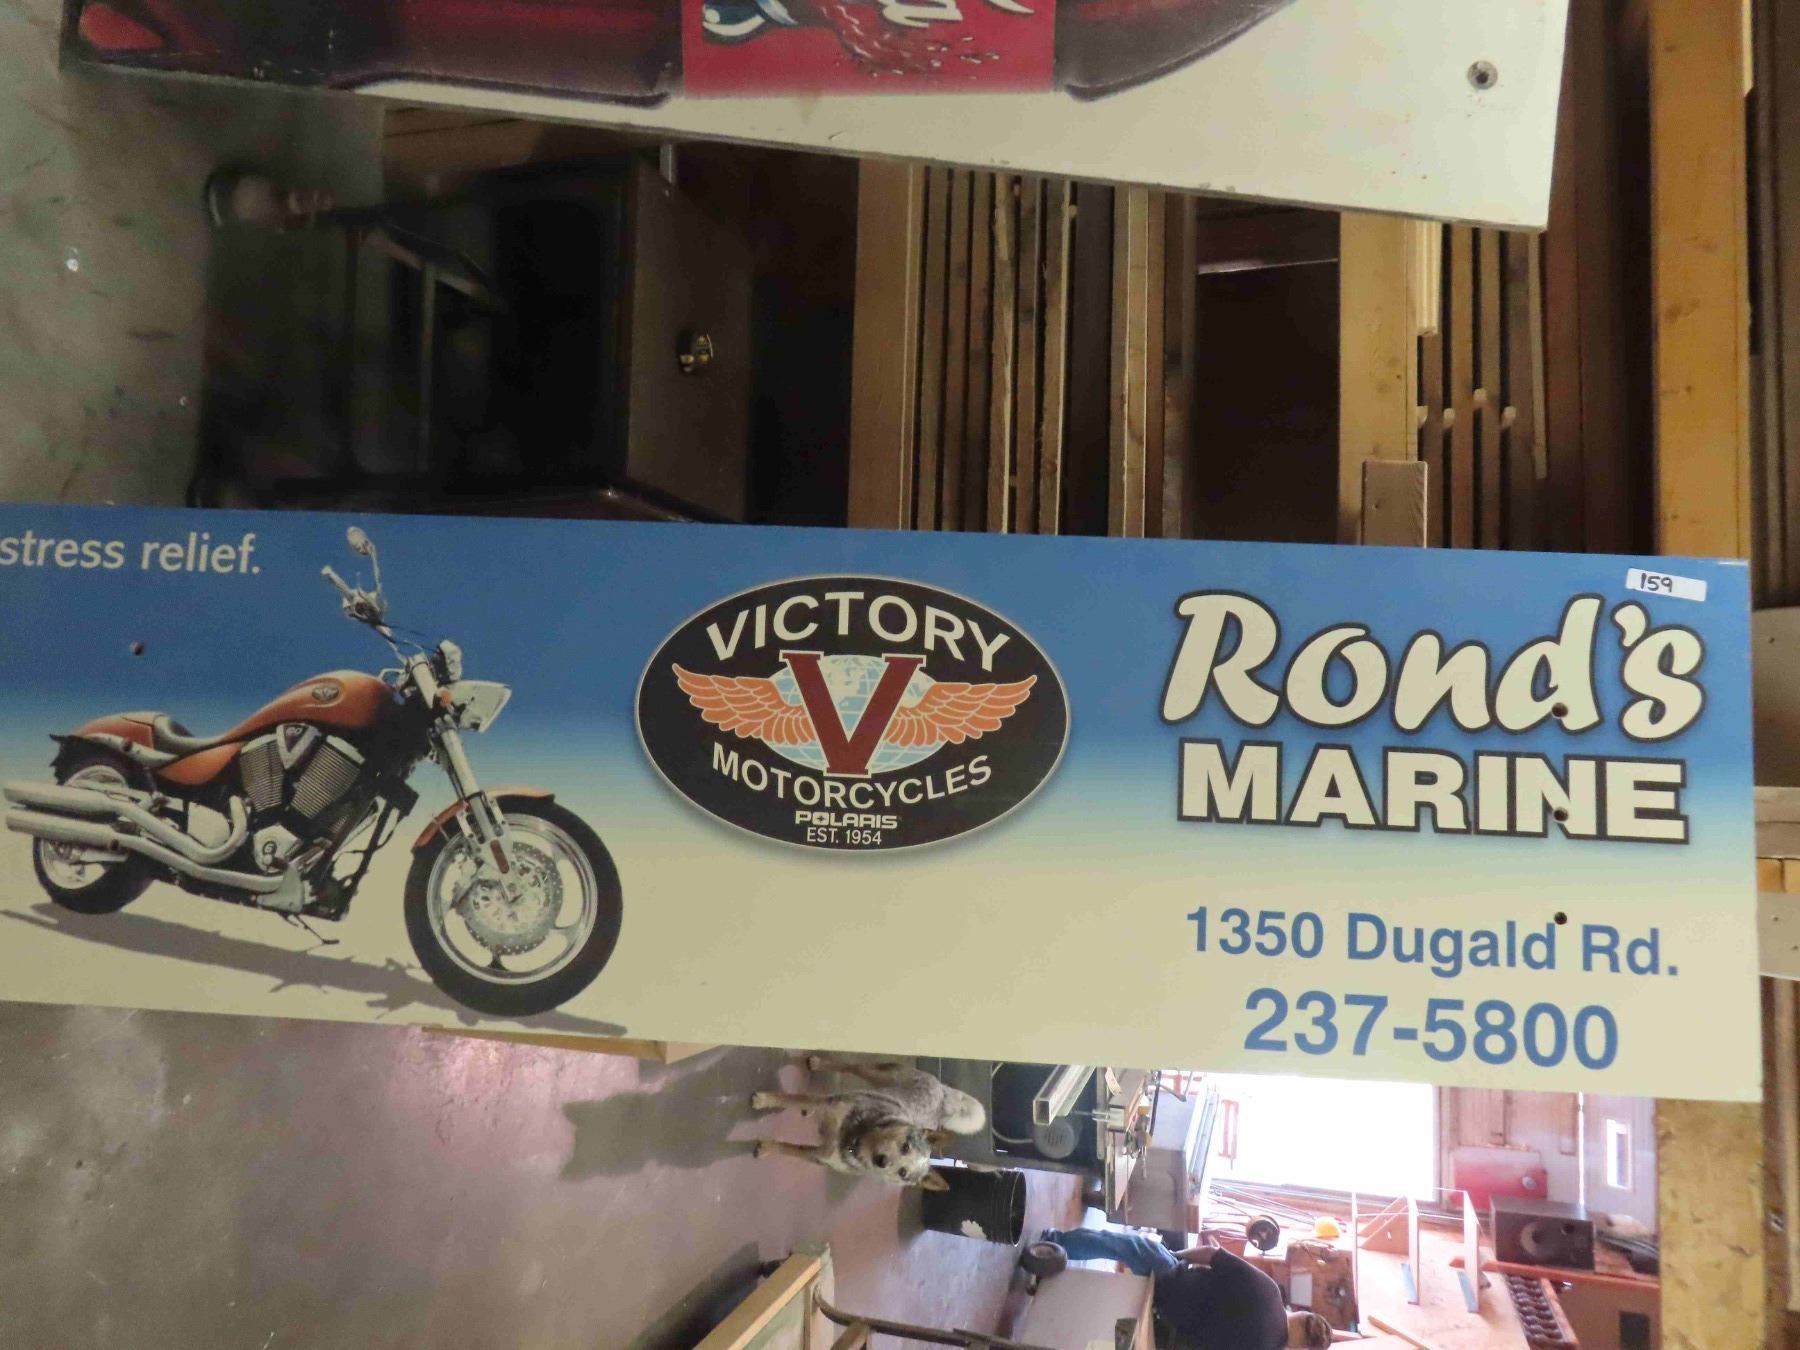 stress relief.
VICTORY
V
MOTORCYCLES
POLARIS
EST. 1954
159
Rond's
MARINE
1350 Dugald Rd.
237-5800